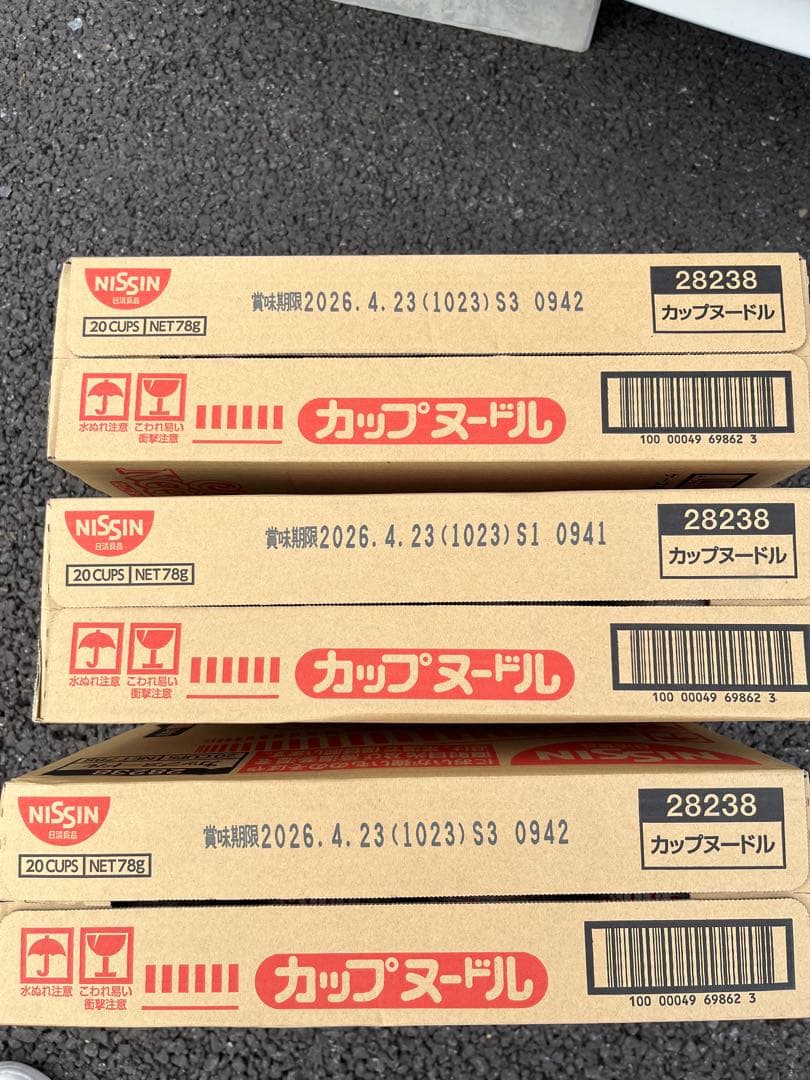 NISSIN
日清食品
賞味期限2026.4.23(1023)S3 0942
28238
カップヌードル
20 CUPS NET78g
水ぬれ注意
こわれ易い
衝撃注意
カップヌードル
100 00049 69862 3
NISSIN
日清食品
賞味期限2026.4.23(1023)S1 0941
28238
カップヌードル
20 CUPS NET78g
水ぬれ注意
こわれ易い
衝撃注意
カップヌードル
100 00049 69862 3
28238
NISSIN
NISSIN
日清食品
賞味期限2026.4.23(1023)S3 0942
28238
カップヌードル
20 CUPS NET78g
水ぬれ注意
こわれ易い
衝撃注意
カップヌードル
100 00049 69862 3